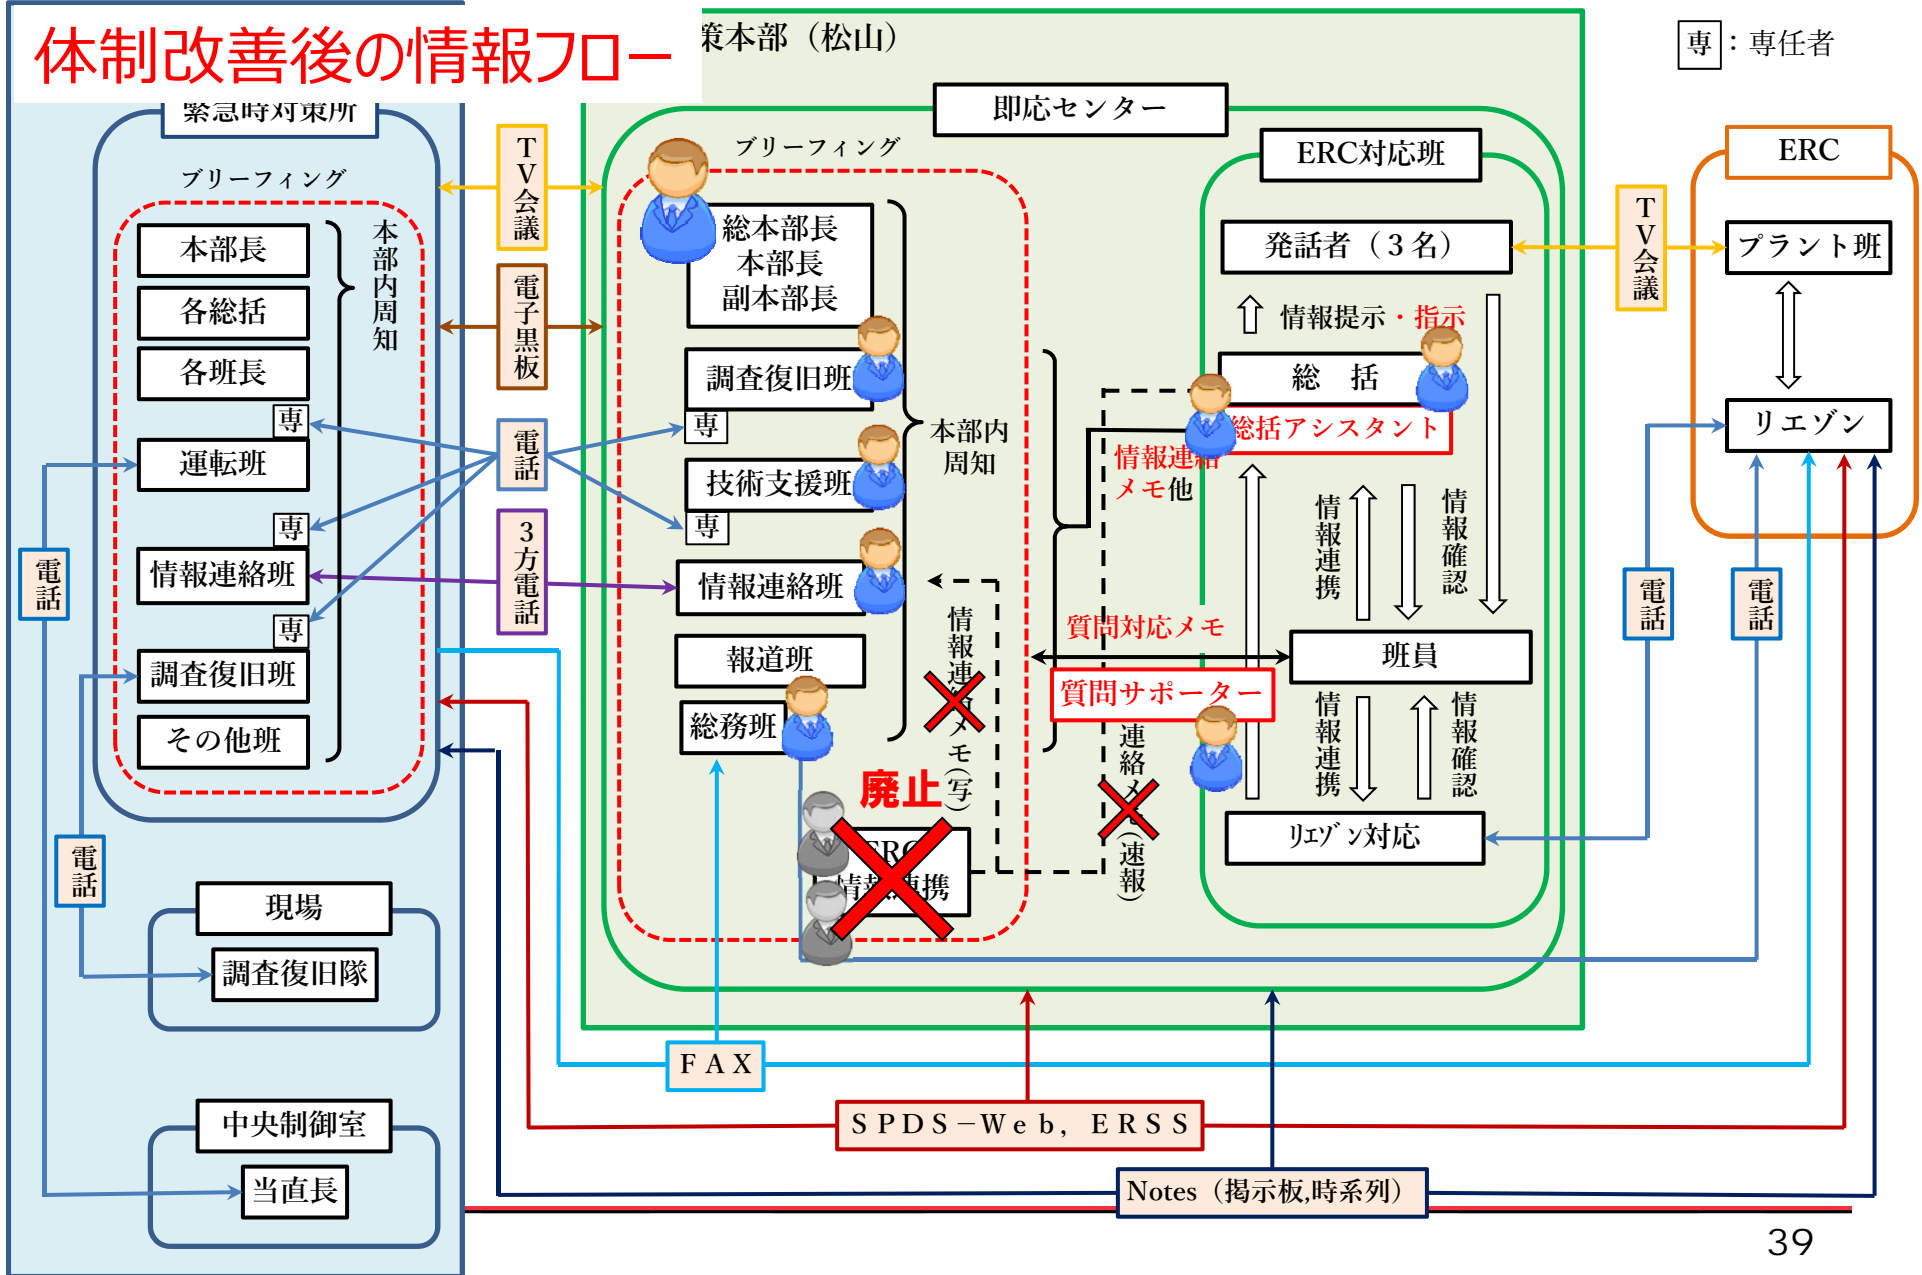 体制改善後の情報フロー
策本部（松山）
専：専任者
緊急時対策所
ブリーフィング
本部長
各総括
各班長
専
運転班
専
情報連絡班
専
調査復旧班
その他班
本部内周知
電話
電話
現場
調査復旧隊
中央制御室
当直長
TV会議
電子黒板
電話
3方電話
即応センター
ブリーフィング
総本部長
本部長
副本部長
調査復旧班
専
技術支援班
専
情報連絡班
報道班
総務班
本部内
周知
廃止
ERC
情報連携
情報連絡メモ(写)
ERC対応班
発話者（３名）
情報提示・指示
総　括
総括アシスタント
情報連絡
メモ他
情報連携
情報確認
質問対応メモ
班員
質問サポーター
連絡メモ(速報)
情報連携
情報確認
ﾘｴｿﾞﾝ対応
TV会議
ERC
プラント班
リエゾン
電話
電話
ＦＡＸ
ＳＰＤＳ－Ｗｅｂ，ＥＲＳＳ
Notes（掲示板,時系列）
39